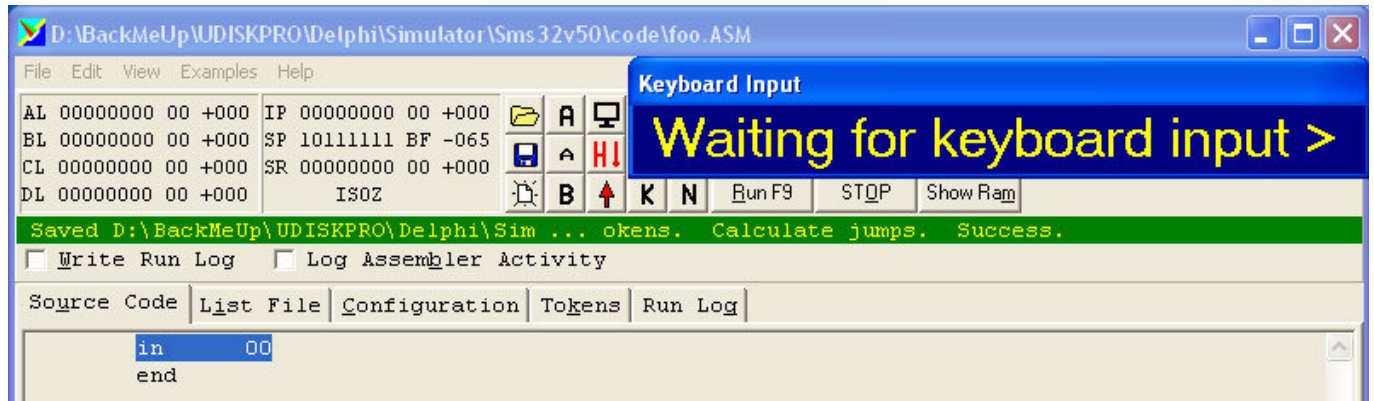 D:\BackMeUp\UDISKPRO\Delphi\Simulator\Sms32v50\code\foo.ASM
File Edit View Examples Help
Keyboard Input
Waiting for keyboard input >
AL 00000000 00 +000 IP 00000000 00 +000
BL 00000000 00 +000 SP 10111111 BF -065
CL 00000000 00 +000 SR 00000000 00 +000
DL 00000000 00 +000 ISOZ
A
A H
B K N Run F9 STOP Show Ram
Saved D:\BackMeUp\UDISKPRO\Delphi\Sim ... okens. Calculate jumps. Success.
Write Run Log Log Assembler Activity
Source Code List File Configuration Tokens Run Log
in 00
end